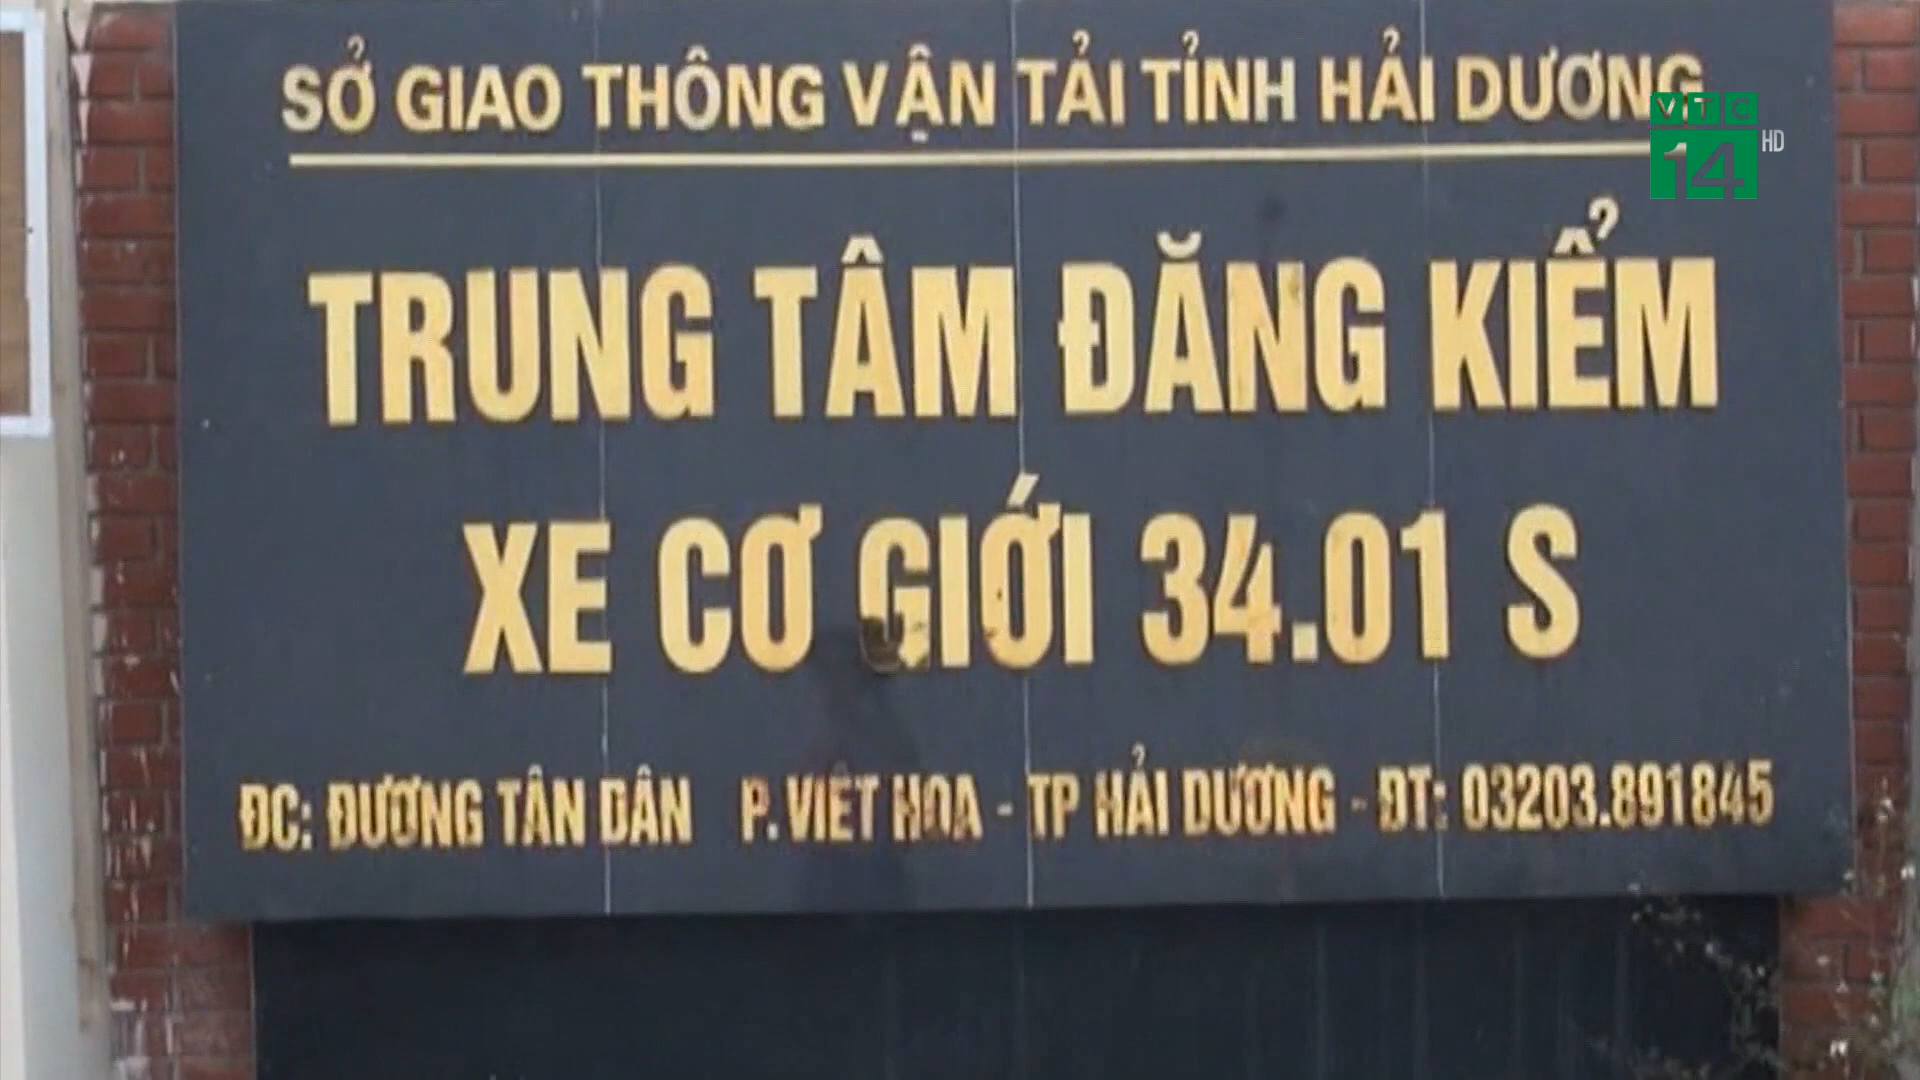 SỞ GIAO THÔNG VẬN TẢI TỈNH HẢI DƯƠNG
VTC
14 HD
TRUNG TÂM ĐĂNG KIỂM
XE CƠ GIỚI 34.01 S
ĐC: ĐƯƠNG TÂN DÂN P. VIỆT HOA - TP HẢI DƯƠNG - ĐT: 03203.891845